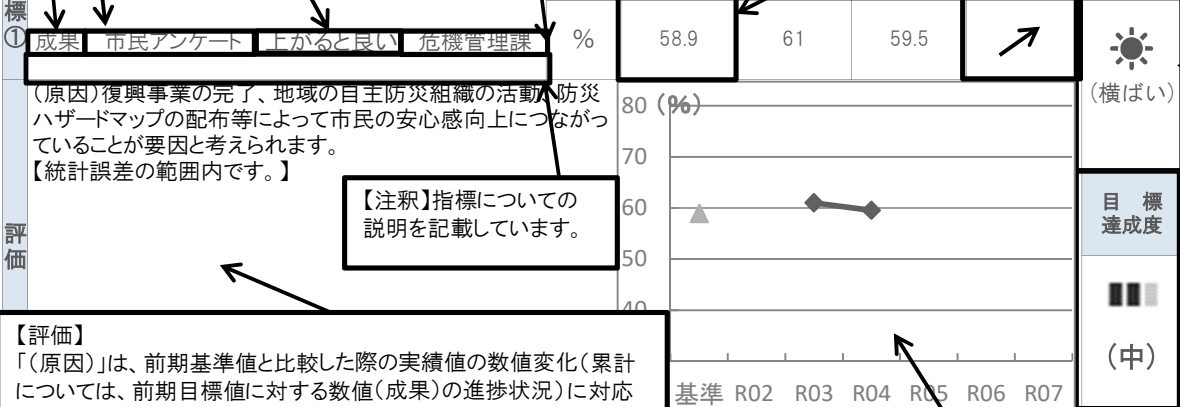 標
①
成果 市民アンケート 上がると良い 危機管理課 % 58.9 61 59.5
(横ばい)
(原因)復興事業の完了、地域の自主防災組織の活動、防災
ハザードマップの配布等によって市民の安心感向上につながっ
ていることが要因と考えられます。
【統計誤差の範囲内です。】
【注釈】指標についての
説明を記載しています。
評
価
80 (%)
70
60
50
40
基準 R02 R03 R04 R05 R06 R07
目 標
達成度
(中)
【評価】
「(原因)」は、前期基準値と比較した際の実績値の数値変化(累計
については、前期目標値に対する数値(成果)の進捗状況)に対応